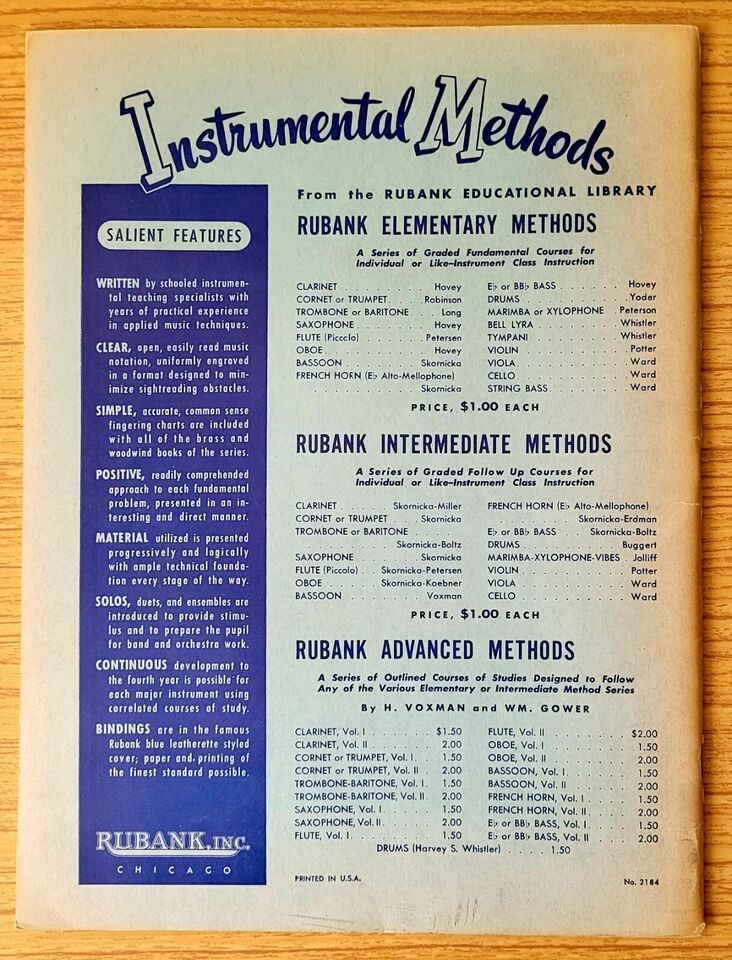 Instrumental Methods
From the RUBANK EDUCATIONAL LIBRARY
SALIENT FEATURES
WRITTEN by schooled instrumen-
tal teaching specialists with
years of practical experience
in applied music techniques.
CLEAR, open, easily read music
notation, uniformly engraved
in a format designed to min-
imize sightreading obstacles.
SIMPLE, accurate, common sense
fingering charts are included
with all of the brass and
woodwind books of the series.
POSITIVE, readily comprehended
approach to each fundamental
problem, presented in an in-
teresting and direct manner.
MATERIAL utilized is presented
progressively and logically
with ample technical founda-
tion every stage of the way.
SOLOS, duets, and ensembles are
introduced to provide stimu-
lus and to prepare the pupil
for band and orchestra work.
CONTINUOUS development to
the fourth year is possible for
each major instrument using
correlated courses of study.
BINDINGS are in the famous
Rubank blue leatherette styled
cover; paper and printing of
the finest standard possible.
RUBANK, INC.
CHICAGO
RUBANK ELEMENTARY METHODS
A Series of Graded Fundamental Courses for
Individual or Like-Instrument Class Instruction
CLARINET . . . . . . . Hovey
CORNET or TRUMPET . . . . Robinson
TROMBONE or BARITONE . . . Long
SAXOPHONE . . . . . . . Hovey
FLUTE (Piccolo) . . . . . Petersen
OBOE . . . . . . . . Hovey
BASSOON . . . . . . Skornicka
FRENCH HORN (E♭ Alto-Mellophone)
. . . . . . . . Skornicka
E♭ or BB♭ BASS . . . . . . Hovey
DRUMS . . . . . . . . Yoder
MARIMBA or XYLOPHONE . Peterson
BELL LYRA . . . . . . . Whistler
TYMPANI . . . . . . . Whistler
VIOLIN . . . . . . . . Potter
VIOLA . . . . . . . . Ward
CELLO . . . . . . . . Ward
STRING BASS . . . . . . . Ward
PRICE, $1.00 EACH
RUBANK INTERMEDIATE METHODS
A Series of Graded Follow Up Courses for
Individual or Like-Instrument Class Instruction
CLARINET . . . . Skornicka-Miller
CORNET or TRUMPET . . . Skornicka
TROMBONE or BARITONE . . .
. . . . . . Skornicka-Boltz
SAXOPHONE . . . . . Skornicka
FLUTE (Piccolo) . . Skornicka-Petersen
OBOE . . . . Skornicka-Koebner
BASSOON . . . . . . . Voxman
FRENCH HORN (E♭ Alto-Mellophone)
. . . . . . Skornicka-Erdman
E♭ or BB♭ BASS . . . Skornicka-Boltz
DRUMS . . . . . . . . Buggert
MARIMBA-XYLOPHONE-VIBES . Jolliff
VIOLIN . . . . . . . . Potter
VIOLA . . . . . . . . Ward
CELLO . . . . . . . . Ward
PRICE, $1.00 EACH
RUBANK ADVANCED METHODS
A Series of Outlined Courses of Studies Designed to Follow
Any of the Various Elementary or Intermediate Method Series
By H. VOXMAN and WM. GOWER
CLARINET, Vol. I . . . . . . $1.50
CLARINET, Vol. II . . . . . . 2.00
CORNET or TRUMPET, Vol. I . . . 1.50
CORNET or TRUMPET, Vol. II . . 2.00
TROMBONE-BARITONE, Vol. I . . 1.50
TROMBONE-BARITONE, Vol. II . . 2.00
SAXOPHONE, Vol. I . . . . . 1.50
SAXOPHONE, Vol. II . . . . . 2.00
FLUTE, Vol. I . . . . . . . 1.50
FLUTE, Vol. II . . . . . . $2.00
OBOE, Vol. I . . . . . . . 1.50
OBOE, Vol. II . . . . . . . 2.00
BASSOON, Vol. I . . . . . . 1.50
BASSOON, Vol. II . . . . . . 2.00
FRENCH HORN, Vol. I . . . . . 1.50
FRENCH HORN, Vol. II . . . . . 2.00
E♭ or BB♭ BASS, Vol. I . . . . . 1.50
E♭ or BB♭ BASS, Vol. II . . . . 2.00
DRUMS (Harvey S. Whistler) . . . . 1.50
PRINTED IN U.S.A.
No. 2184